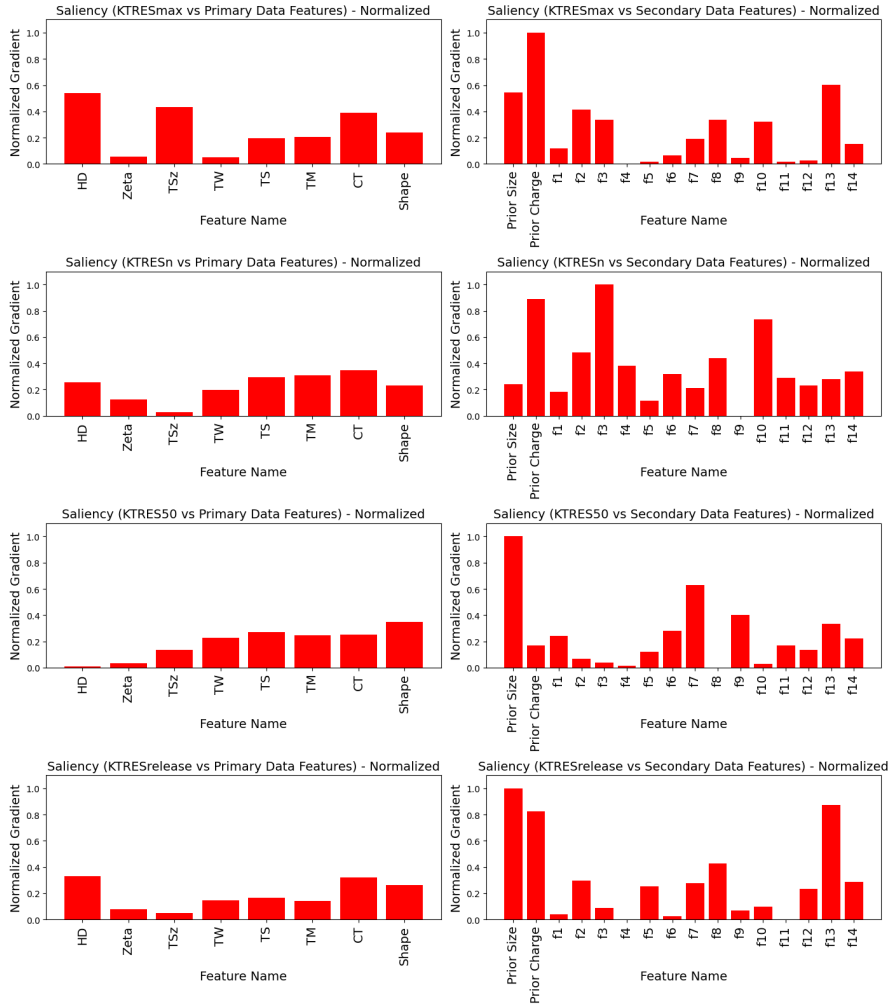 Saliency (KTRESmax vs Primary Data Features) - Normalized
Normalized Gradient
1.0
0.8
0.6
0.4
0.2
0.0
HD
Zeta
TSz
TW
TS
TM
CT
Shape
Feature Name
Saliency (KTRESmax vs Secondary Data Features) - Normalized
Normalized Gradient
1.0
0.8
0.6
0.4
0.2
0.0
Prior Size
Prior Charge
f1
f2
f3
f4
f5
f6
f7
f8
f9
f10
f11
f12
f13
f14
Feature Name
Saliency (KTRESn vs Primary Data Features) - Normalized
Normalized Gradient
1.0
0.8
0.6
0.4
0.2
0.0
HD
Zeta
TSz
TW
TS
TM
CT
Shape
Feature Name
Saliency (KTRESn vs Secondary Data Features) - Normalized
Normalized Gradient
1.0
0.8
0.6
0.4
0.2
0.0
Prior Size
Prior Charge
f1
f2
f3
f4
f5
f6
f7
f8
f9
f10
f11
f12
f13
f14
Feature Name
Saliency (KTRES50 vs Primary Data Features) - Normalized
Normalized Gradient
1.0
0.8
0.6
0.4
0.2
0.0
HD
Zeta
TSz
TW
TS
TM
CT
Shape
Feature Name
Saliency (KTRES50 vs Secondary Data Features) - Normalized
Normalized Gradient
1.0
0.8
0.6
0.4
0.2
0.0
Prior Size
Prior Charge
f1
f2
f3
f4
f5
f6
f7
f8
f9
f10
f11
f12
f13
f14
Feature Name
Saliency (KTRESrelease vs Primary Data Features) - Normalized
Normalized Gradient
1.0
0.8
0.6
0.4
0.2
0.0
HD
Zeta
TSz
TW
TS
TM
CT
Shape
Feature Name
Saliency (KTRESrelease vs Secondary Data Features) - Normalized
Normalized Gradient
1.0
0.8
0.6
0.4
0.2
0.0
Prior Size
Prior Charge
f1
f2
f3
f4
f5
f6
f7
f8
f9
f10
f11
f12
f13
f14
Feature Name